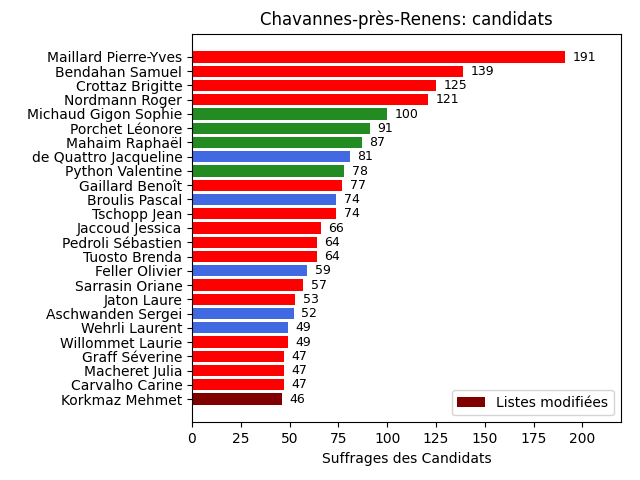 Chavannes-près-Renens: candidats
Maillard Pierre-Yves 191
Bendahan Samuel 139
Crottaz Brigitte 125
Nordmann Roger 121
Michaud Gigon Sophie 100
Porchet Léonore 91
Mahaim Raphaël 87
de Quattro Jacqueline 81
Python Valentine 78
Gaillard Benoît 77
Broulis Pascal 74
Tschopp Jean 74
Jaccoud Jessica 66
Pedroli Sébastien 64
Tuosto Brenda 64
Feller Olivier 59
Sarrasin Oriane 57
Jaton Laure 53
Aschwanden Sergei 52
Wehrli Laurent 49
Willommet Laurie 49
Graff Séverine 47
Macheret Julia 47
Carvalho Carine 47
Korkmaz Mehmet 46
Listes modifiées
0 25 50 75 100 125 150 175 200
Suffrages des Candidats